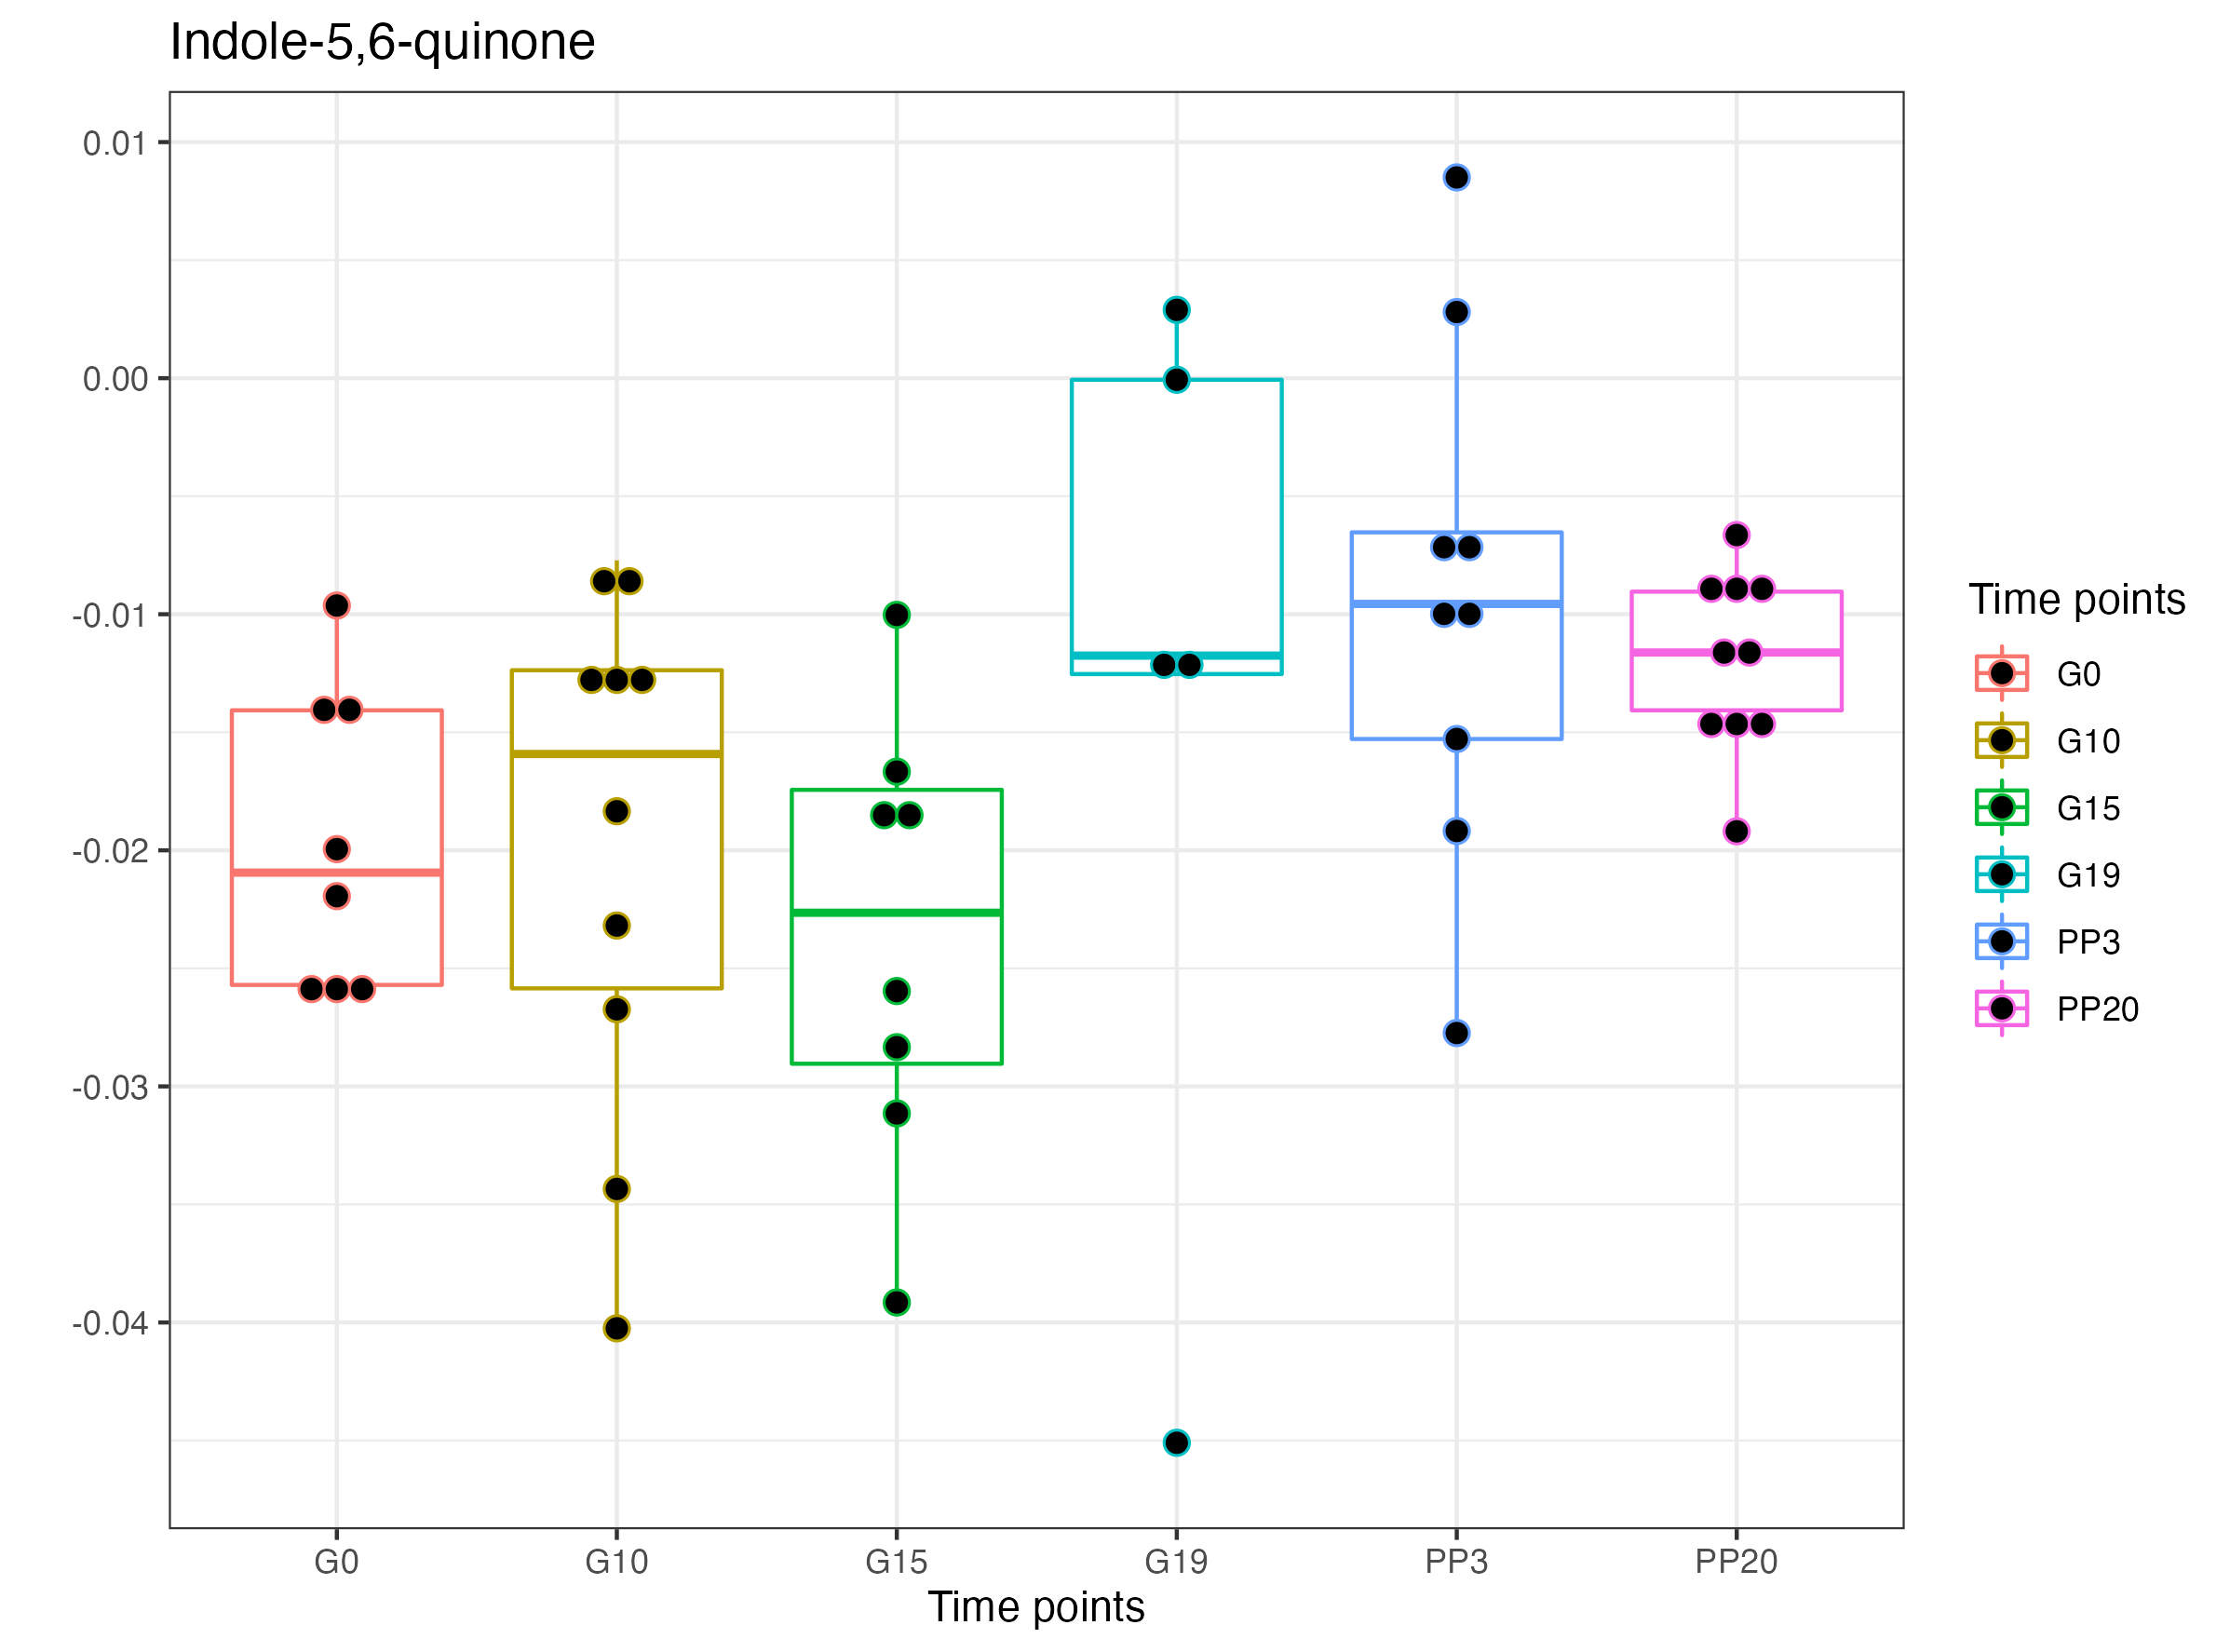 Indole-5,6-quinone
0.01
0.00
-0.01
-0.02
-0.03
-0.04
G0 G10 G15 G19 PP3 PP20
Time points
Time points
G0
G10
G15
G19
PP3
PP20